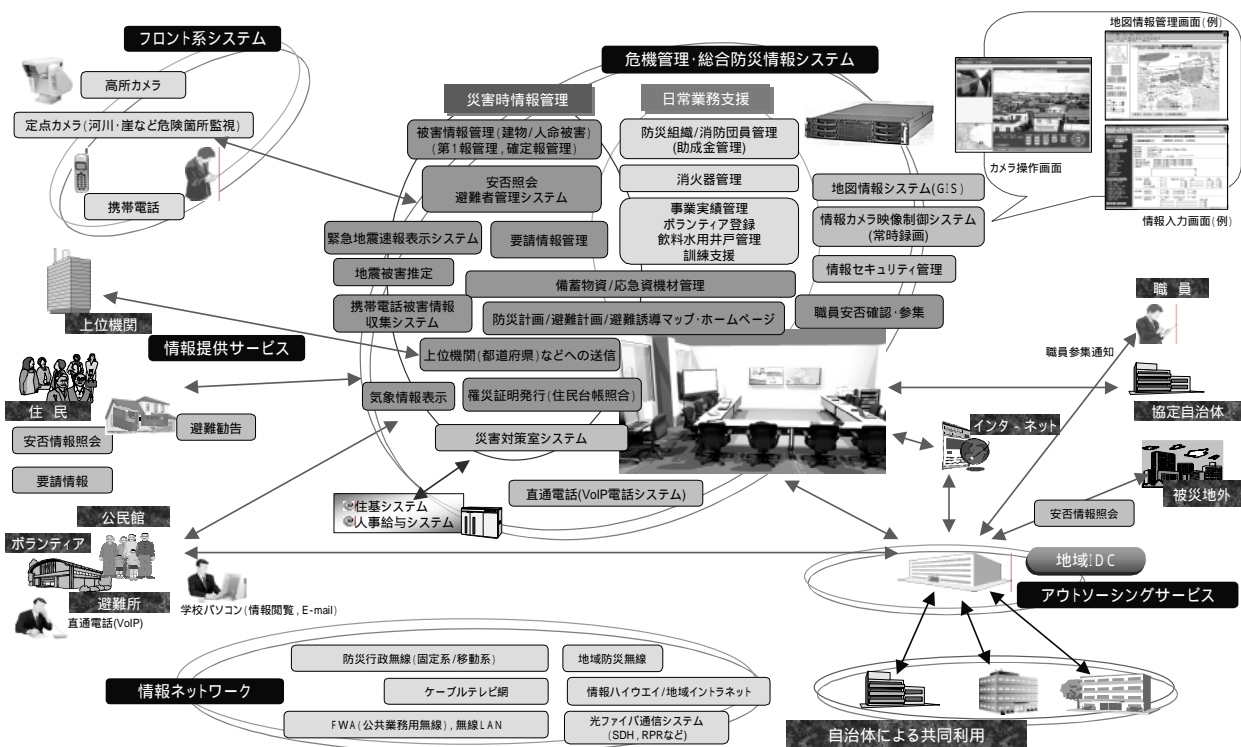 フロント系システム
高所カメラ
定点カメラ(河川・崖など危険箇所監視)
携帯電話
危機管理・総合防災情報システム
災害時情報管理
被害情報管理(建物/人命被害)
(第1報管理,確定報管理)
安否照会
避難者管理システム
緊急地震速報表示システム
要請情報管理
地震被害推定
携帯電話被害情報
収集システム
日常業務支援
防災組織/消防団員管理
(助成金管理)
消火器管理
事業実績管理
ボランティア登録
飲料水用井戸管理
訓練支援
備蓄物資/応急資機材管理
防災計画/避難計画/避難誘導マップ・ホームページ
上位機関(都道府県)などへの送信
気象情報表示
罹災証明発行(住民台帳照合)
災害対策室システム
直通電話(VoIP電話システム)
住基システム
人事給与システム
地図情報システム(GIS)
情報カメラ映像制御システム
(常時録画)
情報セキュリティ管理
職員安否確認・参集
地図情報管理画面(例)
カメラ操作画面
情報入力画面(例)
上位機関
情報提供サービス
住 民
避難勧告
安否情報照会
要請情報
公民館
ボランティア
避難所
直通電話(VoIP)
学校パソコン(情報閲覧,E-mail)
職 員
職員参集通知
協定自治体
インタ-ネット
被災地外
安否情報照会
地域IDC
アウトソーシングサービス
自治体による共同利用
情報ネットワーク
防災行政無線(固定系/移動系)
地域防災無線
ケーブルテレビ網
情報ハイウエイ/地域イントラネット
FWA(公共業務用無線),無線LAN
光ファイバ通信システム
(SDH,RPRなど)